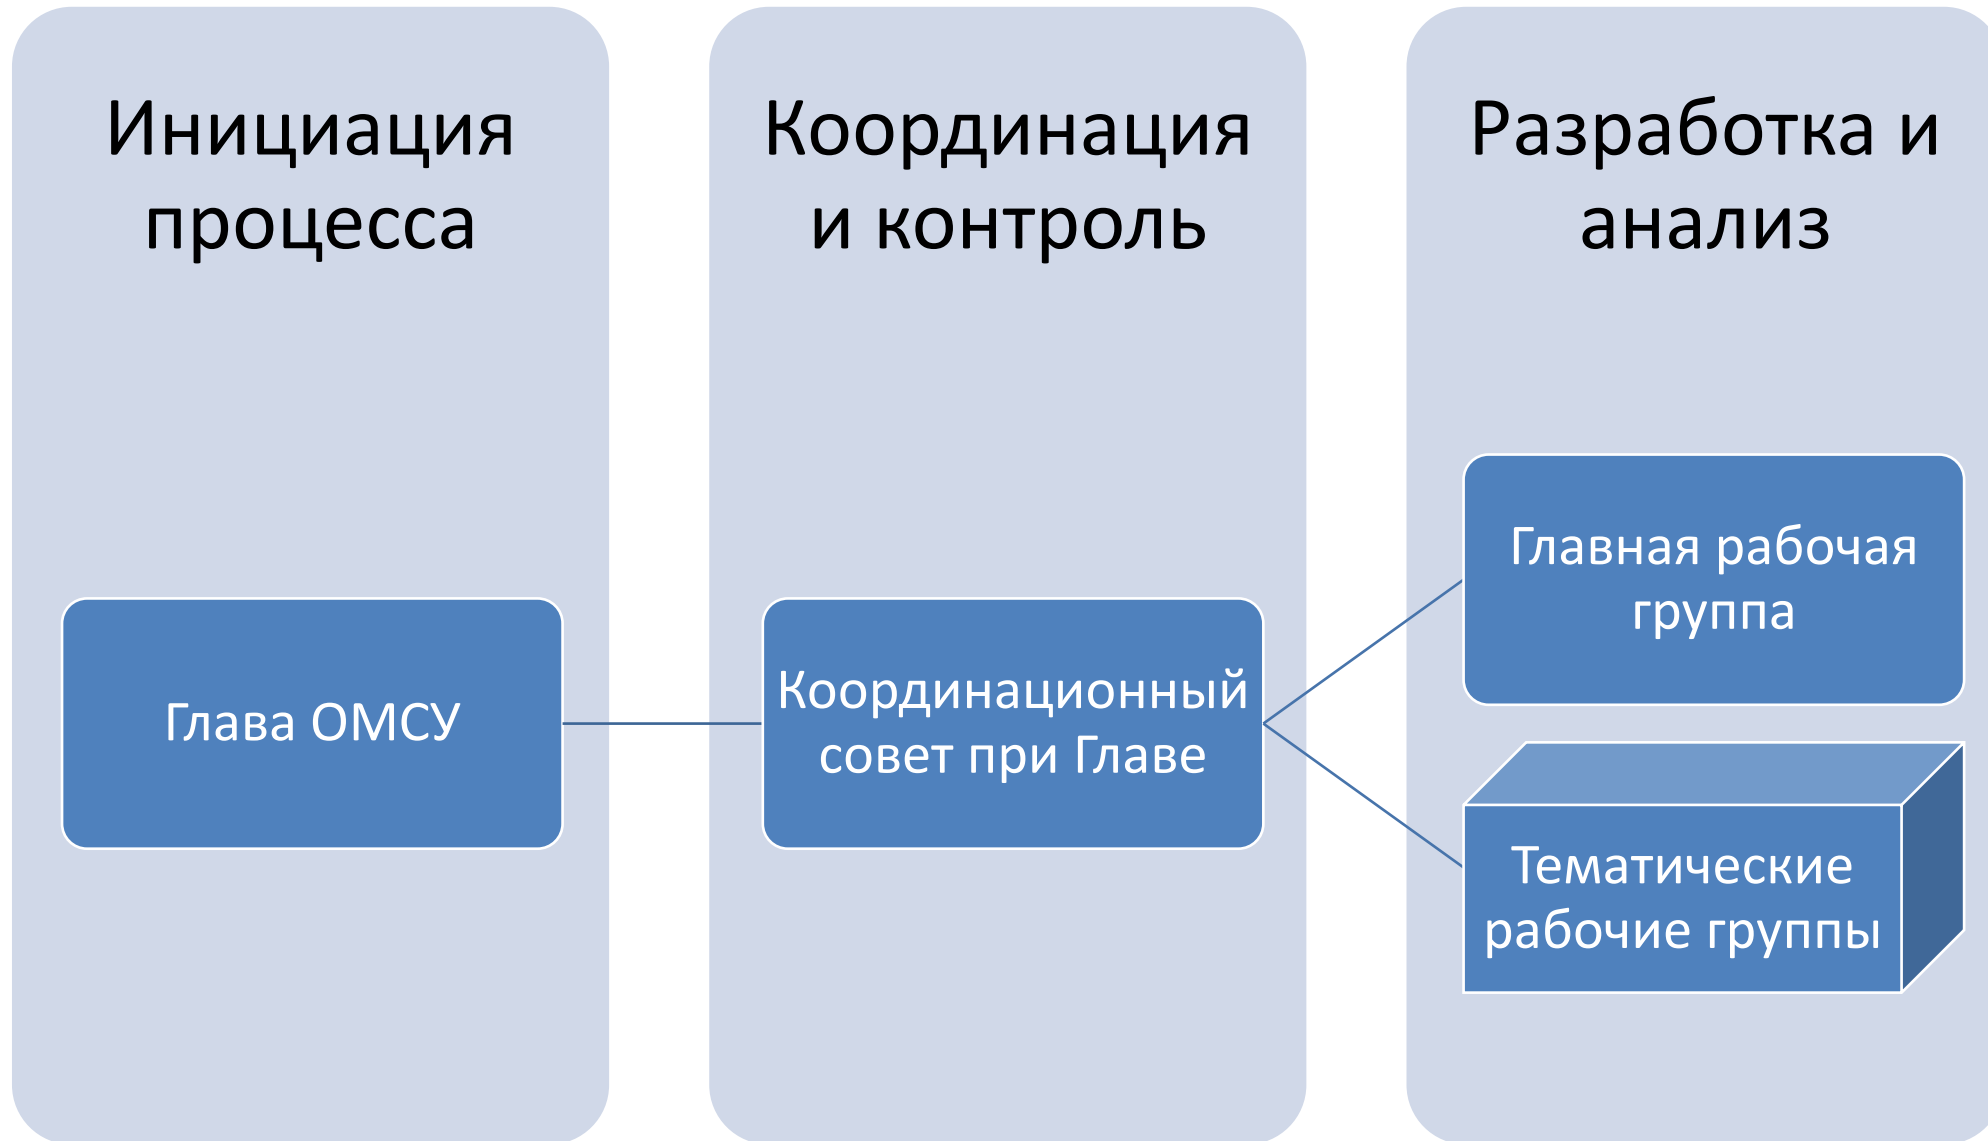 Инициация
процесса
Глава ОМСУ
Координация
и контроль
Координационный
совет при Главе
Разработка и
анализ
Главная рабочая
группа
Тематические
рабочие группы